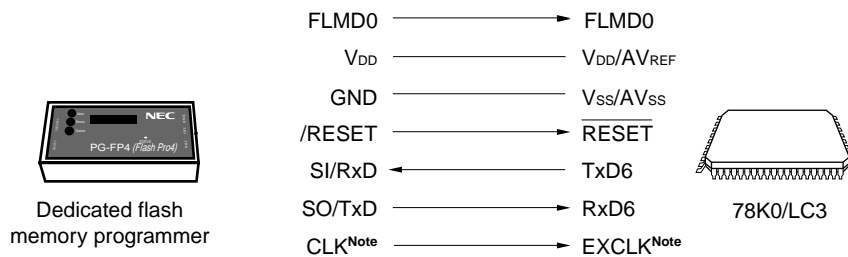 FLMD0 FLMD0
VDD VDD/AVREF
GND VSS/AVSS
/RESET RESET
SI/RxD TxD6
SO/TxD RxD6
CLKNote EXCLKNote
NEC
PG-FP4 (Flash Pro4)
Dedicated flash
memory programmer
78K0/LC3